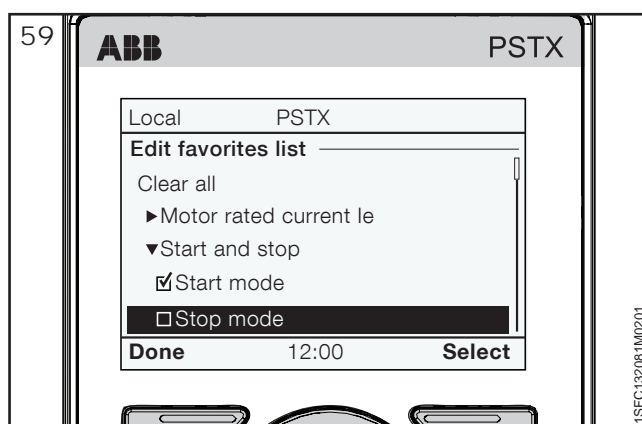 59
ABB PSTX
Local PSTX
Edit favorites list
Clear all
▶Motor rated current Ie
▼Start and stop
☑Start mode
☐Stop mode
Done 12:00 Select
1SFC132081M0201